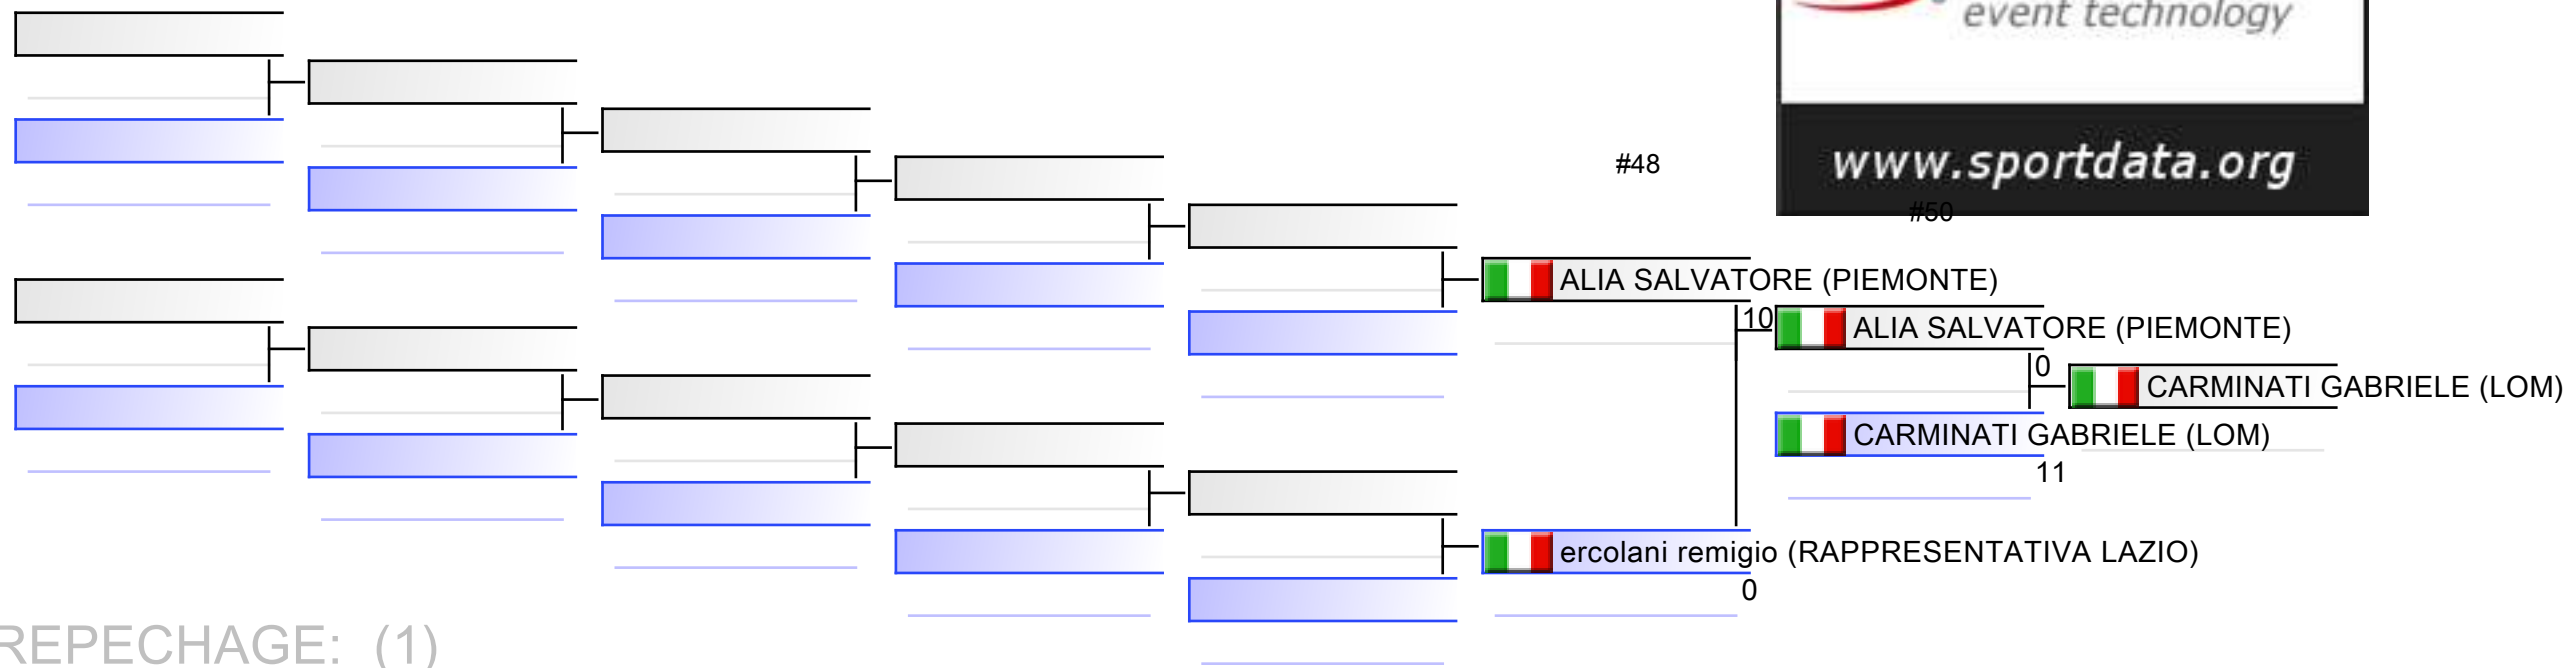 event technology
#48
www.sportdata.org
#50
ALIA SALVATORE (PIEMONTE)
10
ALIA SALVATORE (PIEMONTE)
0
CARMINATI GABRIELE (LOM)
CARMINATI GABRIELE (LOM)
11
ercolani remigio (RAPPRESENTATIVA LAZIO)
0
REPECHAGE: (1)